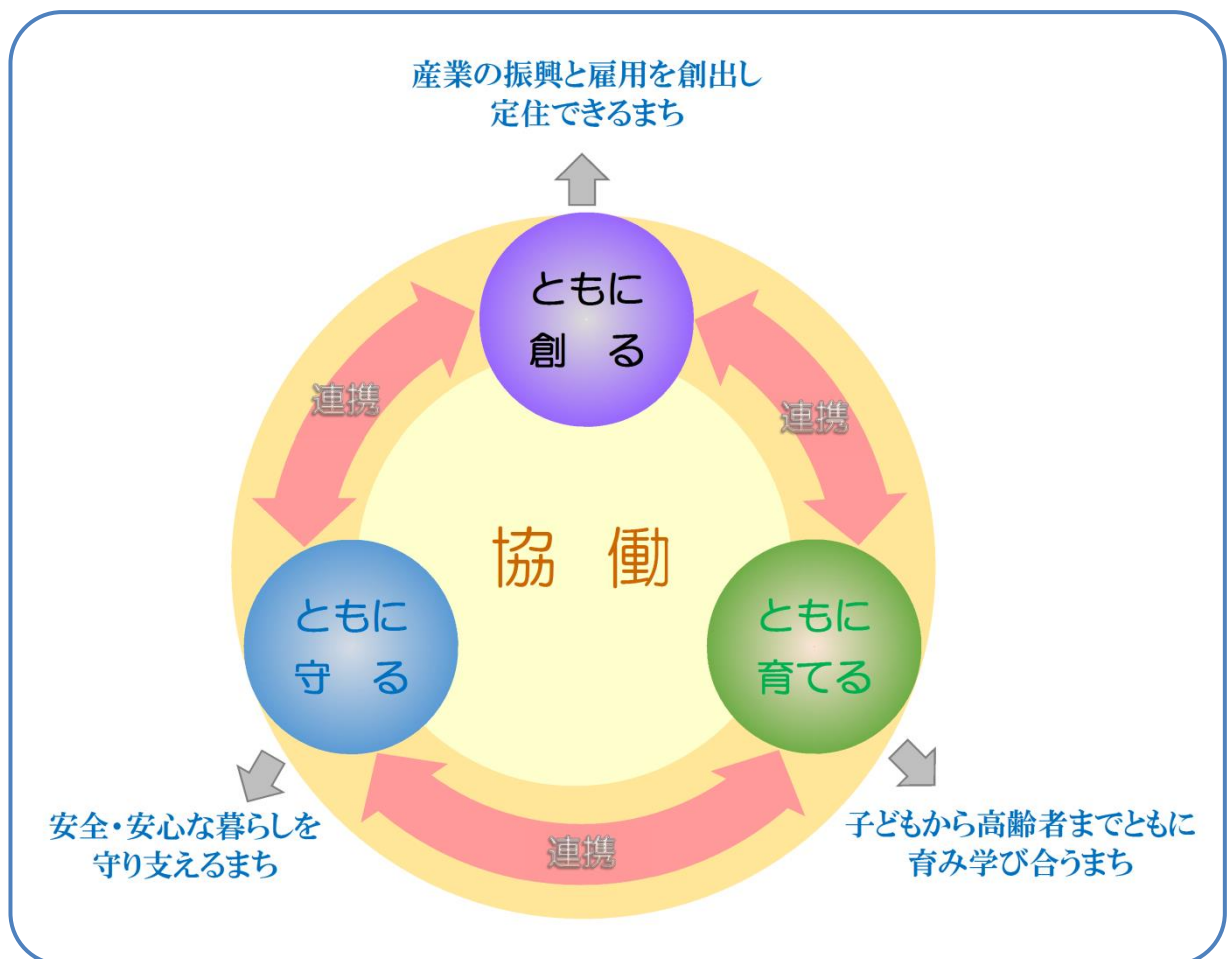 産業の振興と雇用を創出し
定住できるまち
ともに
創 る
連携
連携
協 働
ともに
守 る
ともに
育てる
連携
安全・安心な暮らしを
守り支えるまち
子どもから高齢者までともに
育み学び合うまち